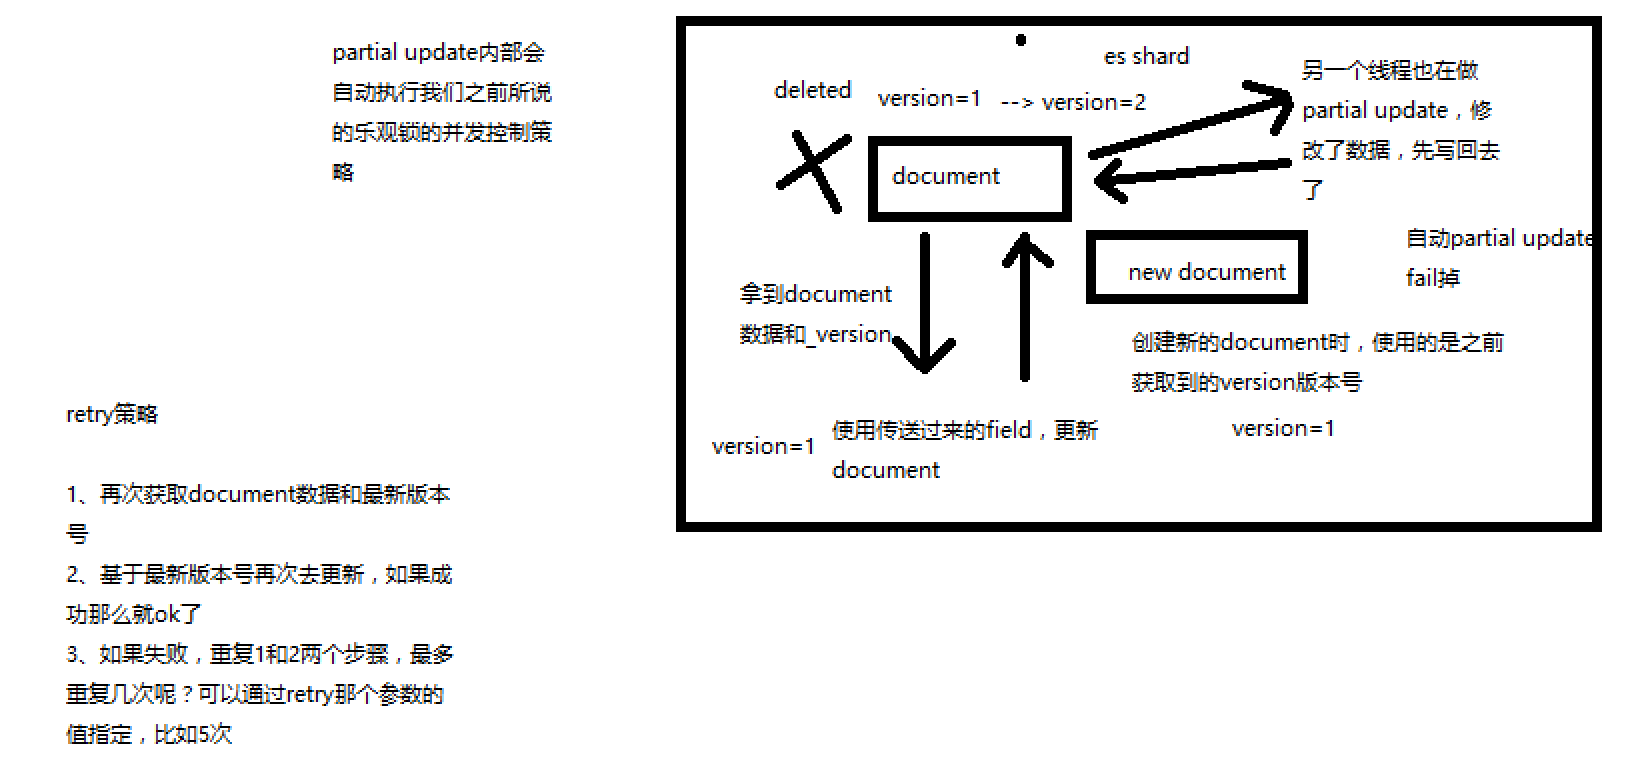 partial update内部会
自动执行我们之前所说
的乐观锁的并发控制策
略
es shard
deleted
version=1
--> version=2
document
另一个线程也在做
partial update，修
改了数据，先写回去
了
new document
自动partial update
fail掉
拿到document
数据和_version
创建新的document时，使用的是之前
获取到的version版本号
version=1
version=1
使用传送过来的field，更新
document
retry策略
1、再次获取document数据和最新版本
号
2、基于最新版本号再次去更新，如果成
功那么就ok了
3、如果失败，重复1和2两个步骤，最多
重复几次呢？可以通过retry那个参数的
值指定，比如5次